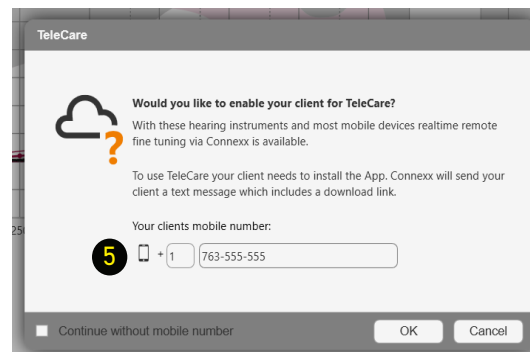 TeleCare
Would you like to enable your client for TeleCare?
With these hearing instruments and most mobile devices realtime remote
fine tuning via Connexx is available.
To use TeleCare your client needs to install the App. Connexx will send your
client a text message which includes a download link.
Your clients mobile number:
250
5 + 1 763-555-555
Continue without mobile number OK Cancel